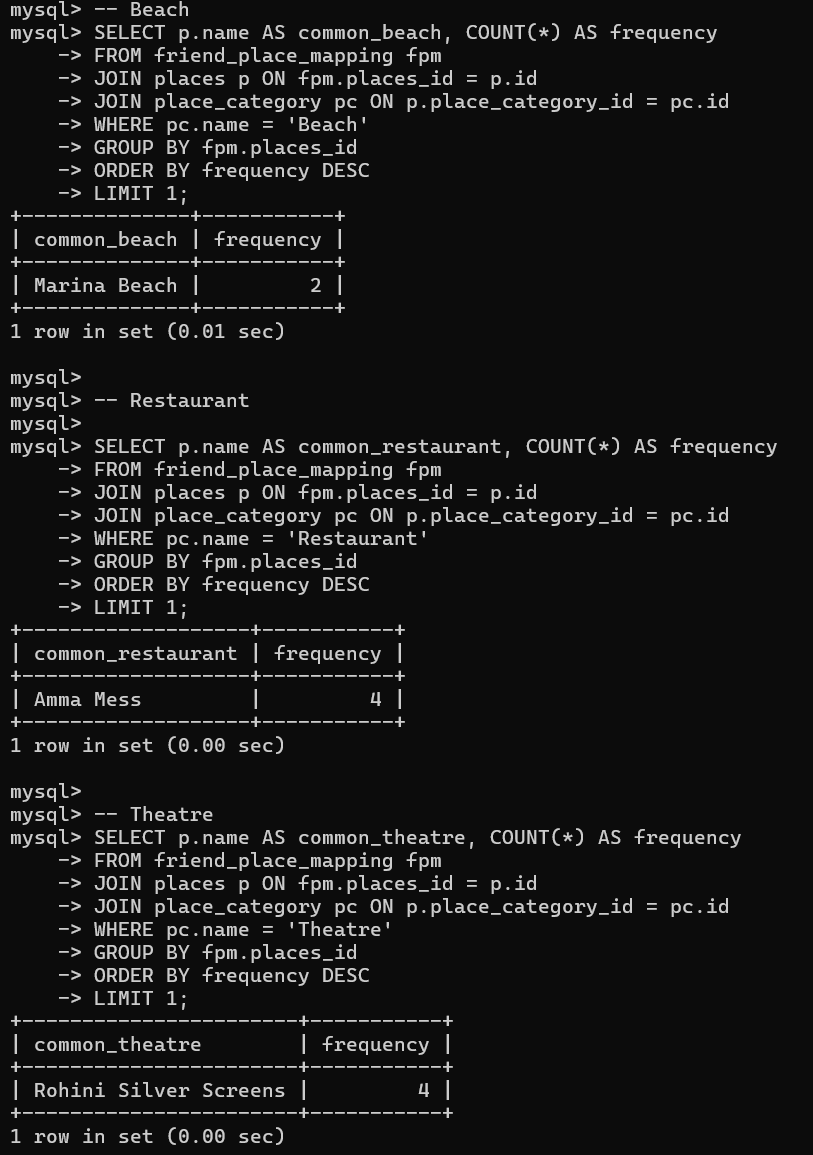 mysql> -- Beach
mysql> SELECT p.name AS common_beach, COUNT(*) AS frequency
    -> FROM friend_place_mapping fpm
    -> JOIN places p ON fpm.places_id = p.id
    -> JOIN place_category pc ON p.place_category_id = pc.id
    -> WHERE pc.name = 'Beach'
    -> GROUP BY fpm.places_id
    -> ORDER BY frequency DESC
    -> LIMIT 1;
+--------------+-----------+
| common_beach | frequency |
+--------------+-----------+
| Marina Beach |         2 |
+--------------+-----------+
1 row in set (0.01 sec)

mysql>
mysql> -- Restaurant
mysql>
mysql> SELECT p.name AS common_restaurant, COUNT(*) AS frequency
    -> FROM friend_place_mapping fpm
    -> JOIN places p ON fpm.places_id = p.id
    -> JOIN place_category pc ON p.place_category_id = pc.id
    -> WHERE pc.name = 'Restaurant'
    -> GROUP BY fpm.places_id
    -> ORDER BY frequency DESC
    -> LIMIT 1;
+-------------------+-----------+
| common_restaurant | frequency |
+-------------------+-----------+
| Amma Mess         |         4 |
+-------------------+-----------+
1 row in set (0.00 sec)

mysql>
mysql> -- Theatre
mysql> SELECT p.name AS common_theatre, COUNT(*) AS frequency
    -> FROM friend_place_mapping fpm
    -> JOIN places p ON fpm.places_id = p.id
    -> JOIN place_category pc ON p.place_category_id = pc.id
    -> WHERE pc.name = 'Theatre'
    -> GROUP BY fpm.places_id
    -> ORDER BY frequency DESC
    -> LIMIT 1;
+-----------------------+-----------+
| common_theatre        | frequency |
+-----------------------+-----------+
| Rohini Silver Screens |         4 |
+-----------------------+-----------+
1 row in set (0.00 sec)